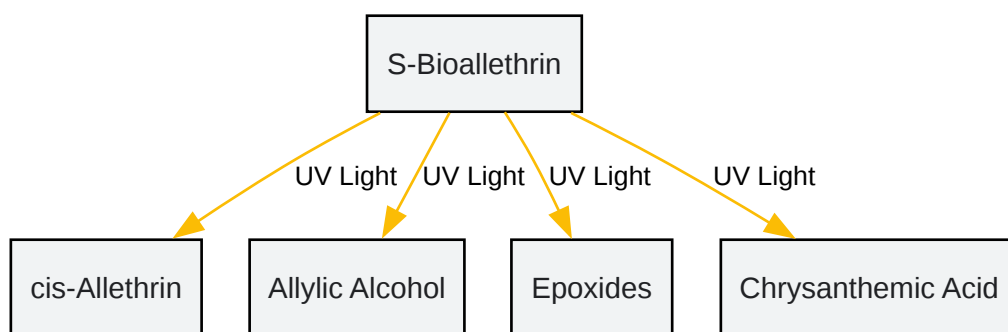 S-Bioallethrin
UV Light UV Light UV Light UV Light
cis-Allethrin Allylic Alcohol Epoxides Chrysanthemic Acid